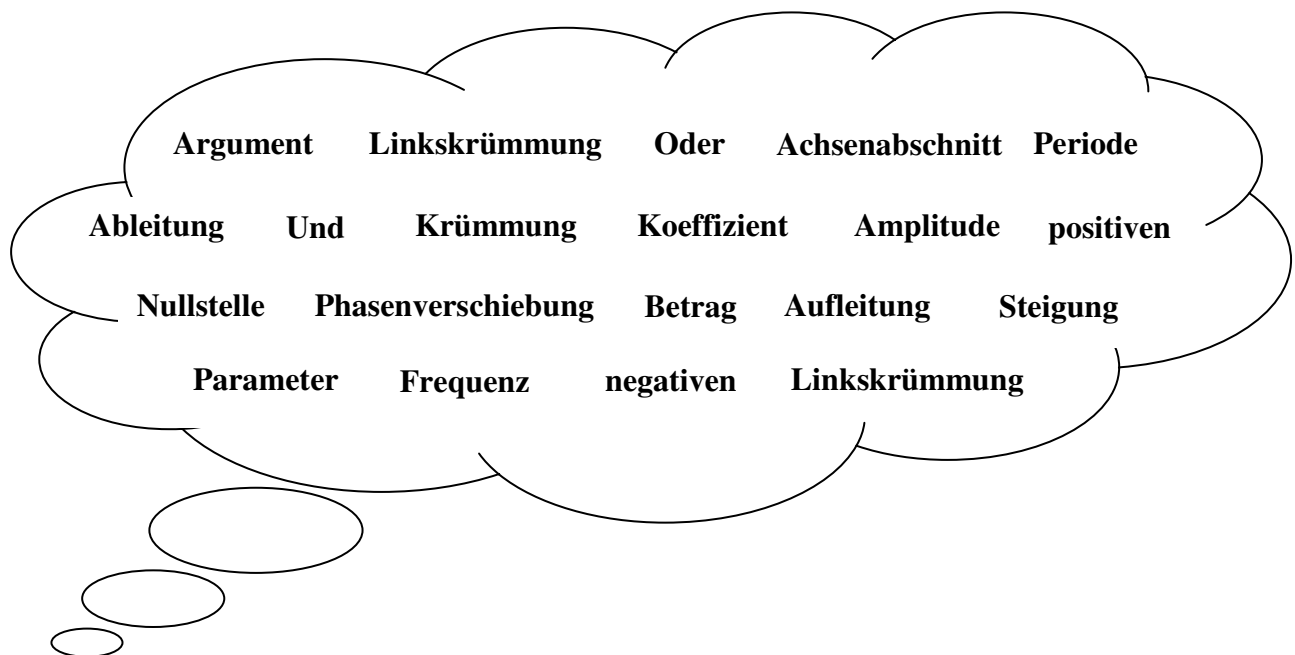 Argument Linkskrümmung Oder Achsenabschnitt Periode
Ableitung Und Krümmung Koeffizient Amplitude positiven
Nullstelle Phasenverschiebung Betrag Aufleitung Steigung
Parameter Frequenz negativen Linkskrümmung